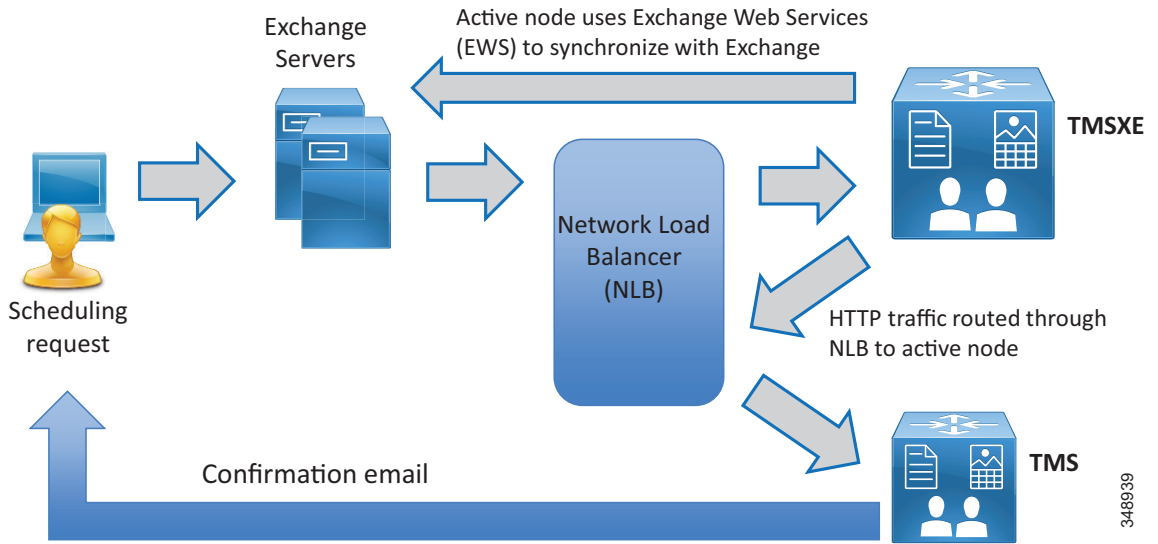 Exchange
Servers
Active node uses Exchange Web Services
(EWS) to synchronize with Exchange
TMSXE
Network Load
Balancer
(NLB)
Scheduling
request
HTTP traffic routed through
NLB to active node
Confirmation email
TMS
348939